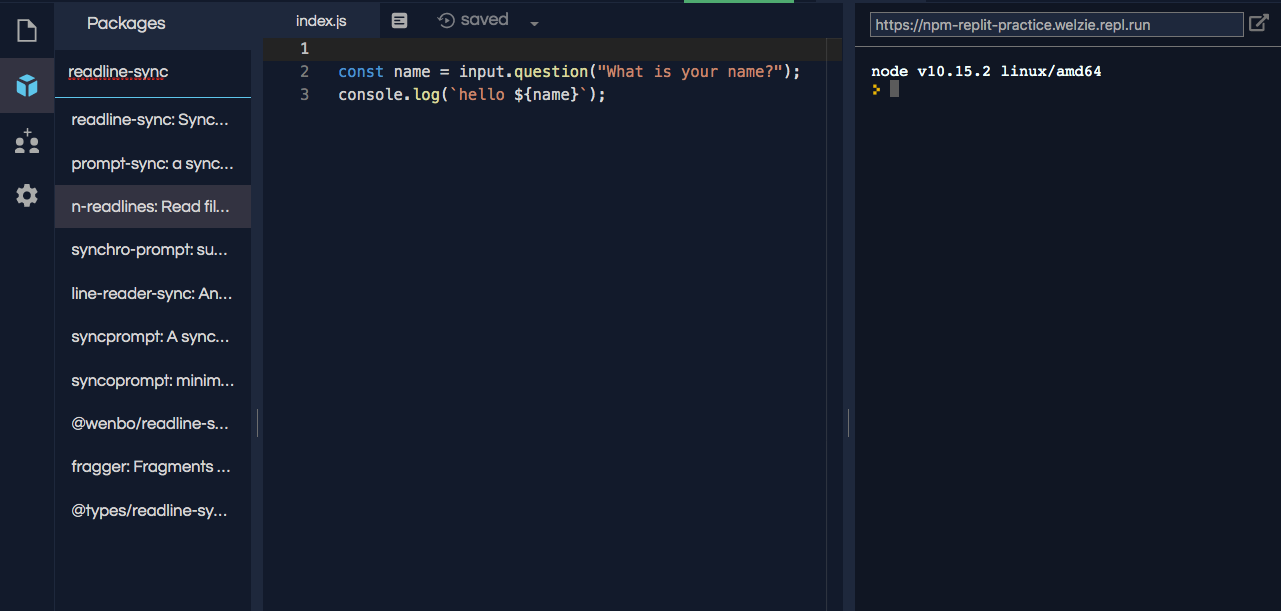 Packages
readline-sync
readline-sync: Sync...
prompt-sync: a sync...
n-readlines: Read fil...
synchro-prompt: su...
line-reader-sync: An...
syncprompt: A sync...
syncoprompt: minim...
@wenbo/readline-s...
fragger: Fragments ...
@types/readline-sy...
index.js
saved
1
2 const name = input.question("What is your name?");
3 console.log(`hello ${name}`);
https://npm-replit-practice.welzie.repl.run
node v10.15.2 linux/amd64